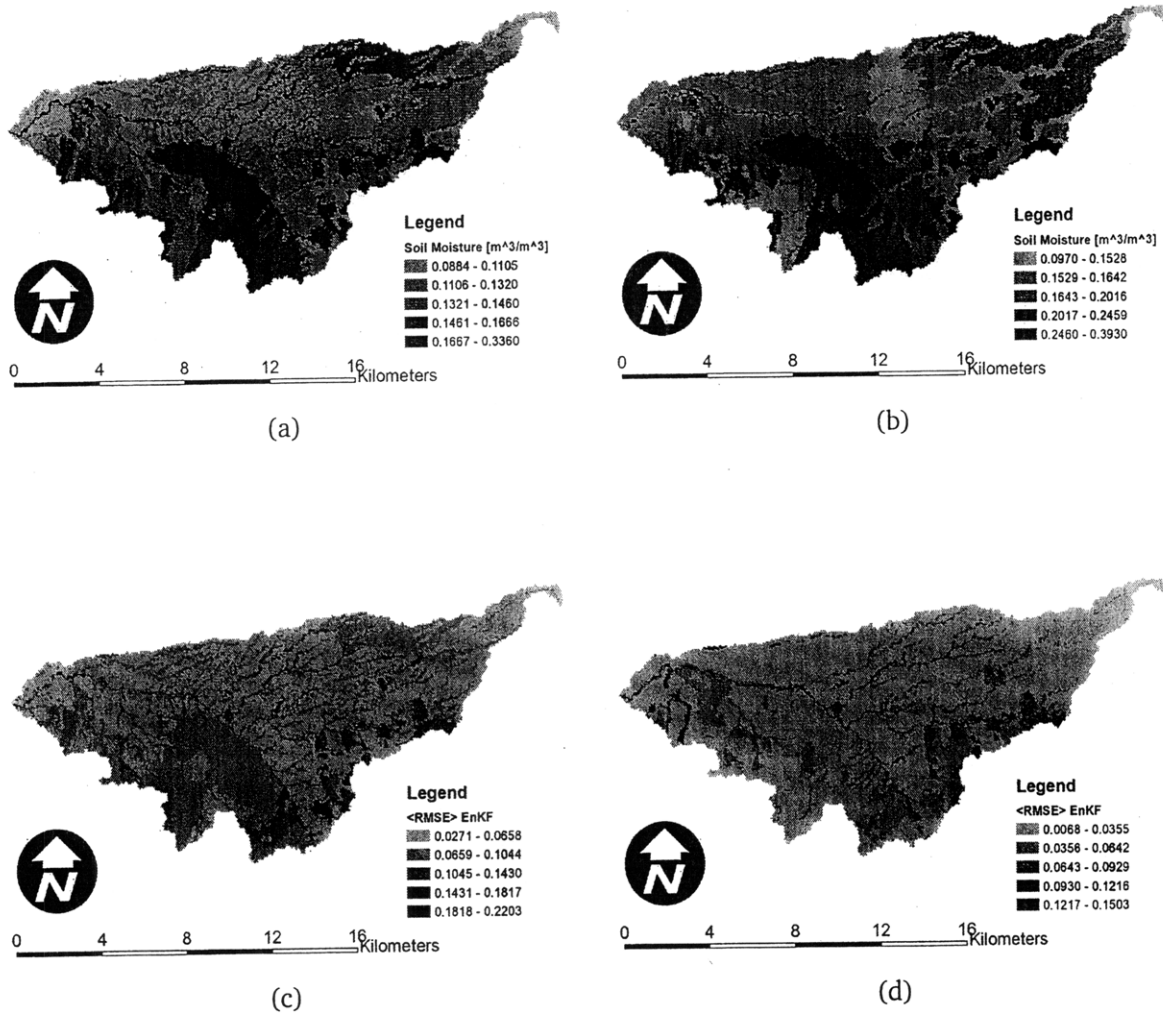 Legend
Soil Moisture [m^3/m^3]
0.0884 - 0.1105
0.1106 - 0.1320
0.1321 - 0.1460
0.1461 - 0.1666
0.1667 - 0.3360
N
0 4 8 12 16
Kilometers
(a)
Legend
Soil Moisture [m^3/m^3]
0.0970 - 0.1528
0.1529 - 0.1642
0.1643 - 0.2016
0.2017 - 0.2459
0.2460 - 0.3930
N
0 4 8 12 16
Kilometers
(b)
Legend
<RMSE> EnKF
0.0271 - 0.0658
0.0659 - 0.1044
0.1045 - 0.1430
0.1431 - 0.1817
0.1818 - 0.2203
N
0 4 8 12 16
Kilometers
(c)
Legend
<RMSE> EnKF
0.0068 - 0.0355
0.0356 - 0.0642
0.0643 - 0.0929
0.0930 - 0.1216
0.1217 - 0.1503
N
0 4 8 12 16
Kilometers
(d)